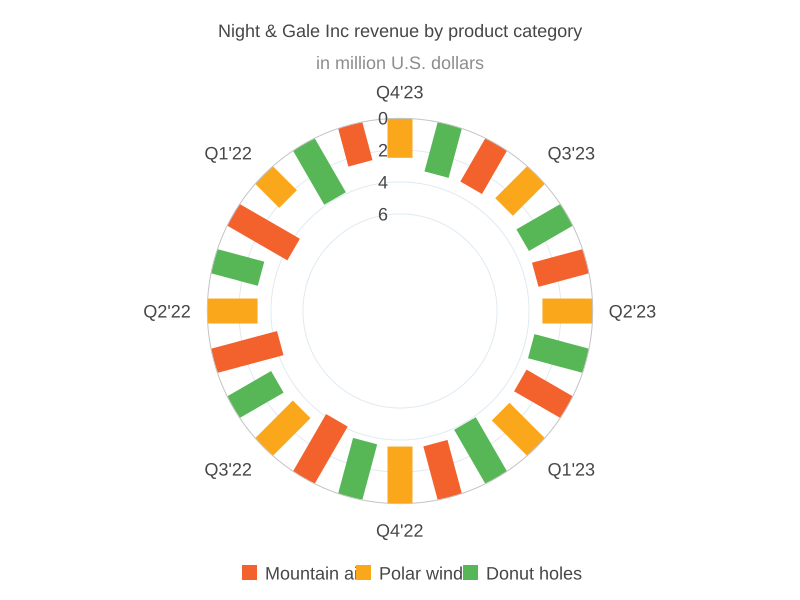 Night & Gale Inc revenue by product category
in million U.S. dollars
Q4'23
0
Q1'22
2
Q3'23
4
6
Q2'22
Q2'23
Q3'22
Q1'23
Q4'22
Mountain ai Polar wind Donut holes